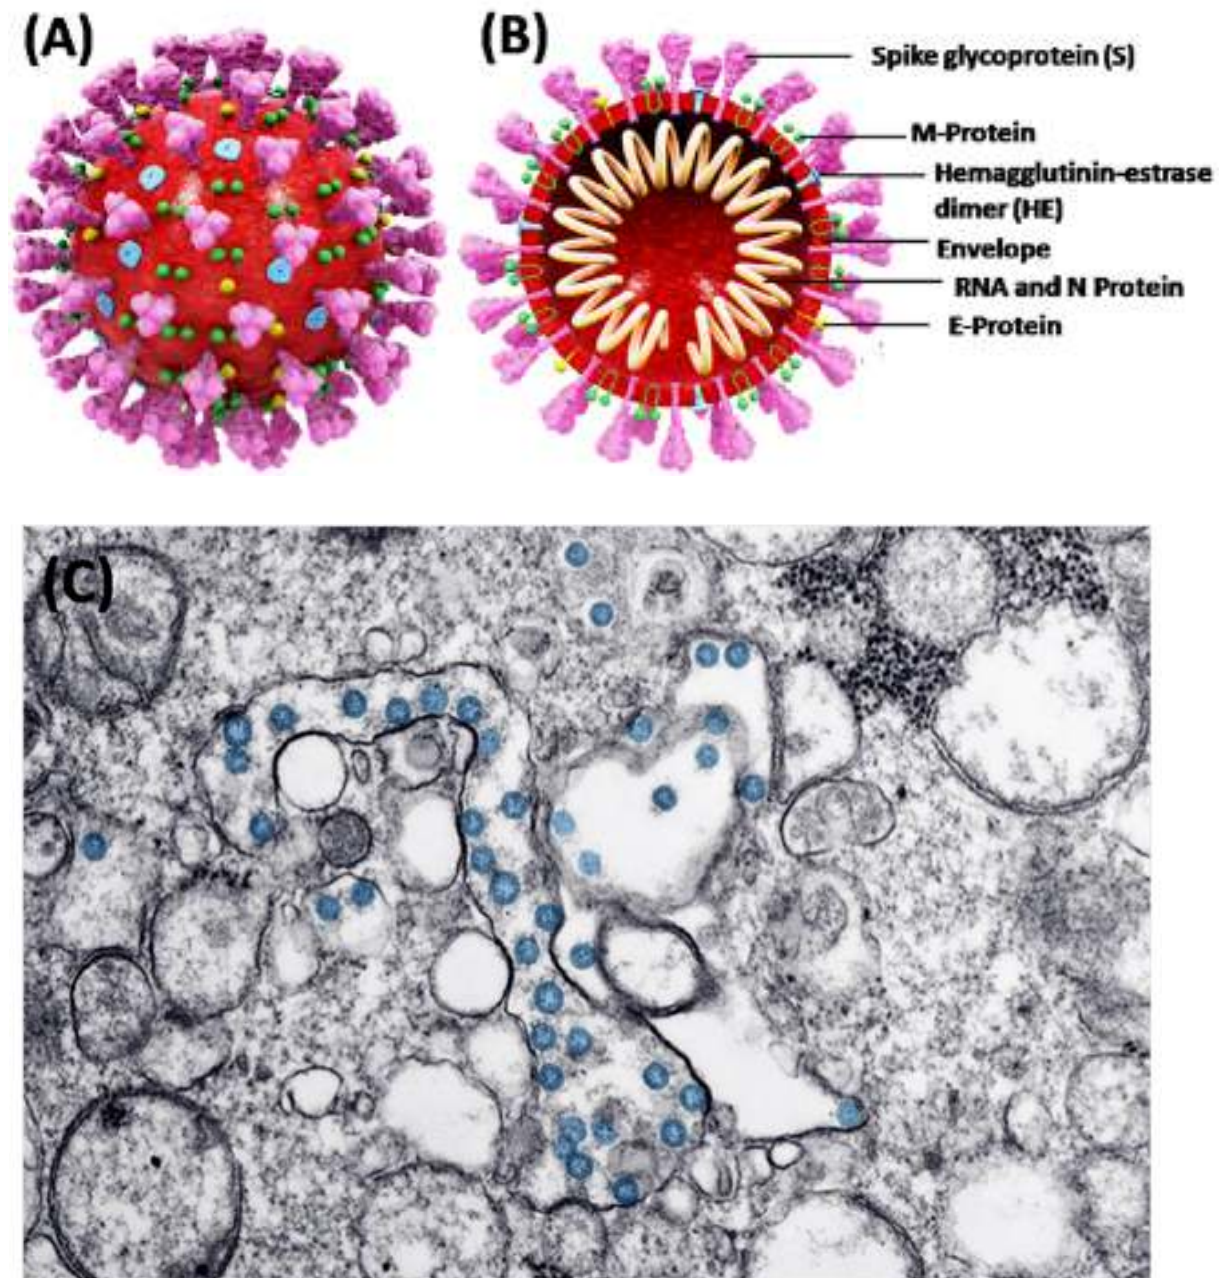 (A)
(B)
Spike glycoprotein (S)
M-Protein
Hemagglutinin-estrase
dimer (HE)
Envelope
RNA and N Protein
E-Protein
(C)